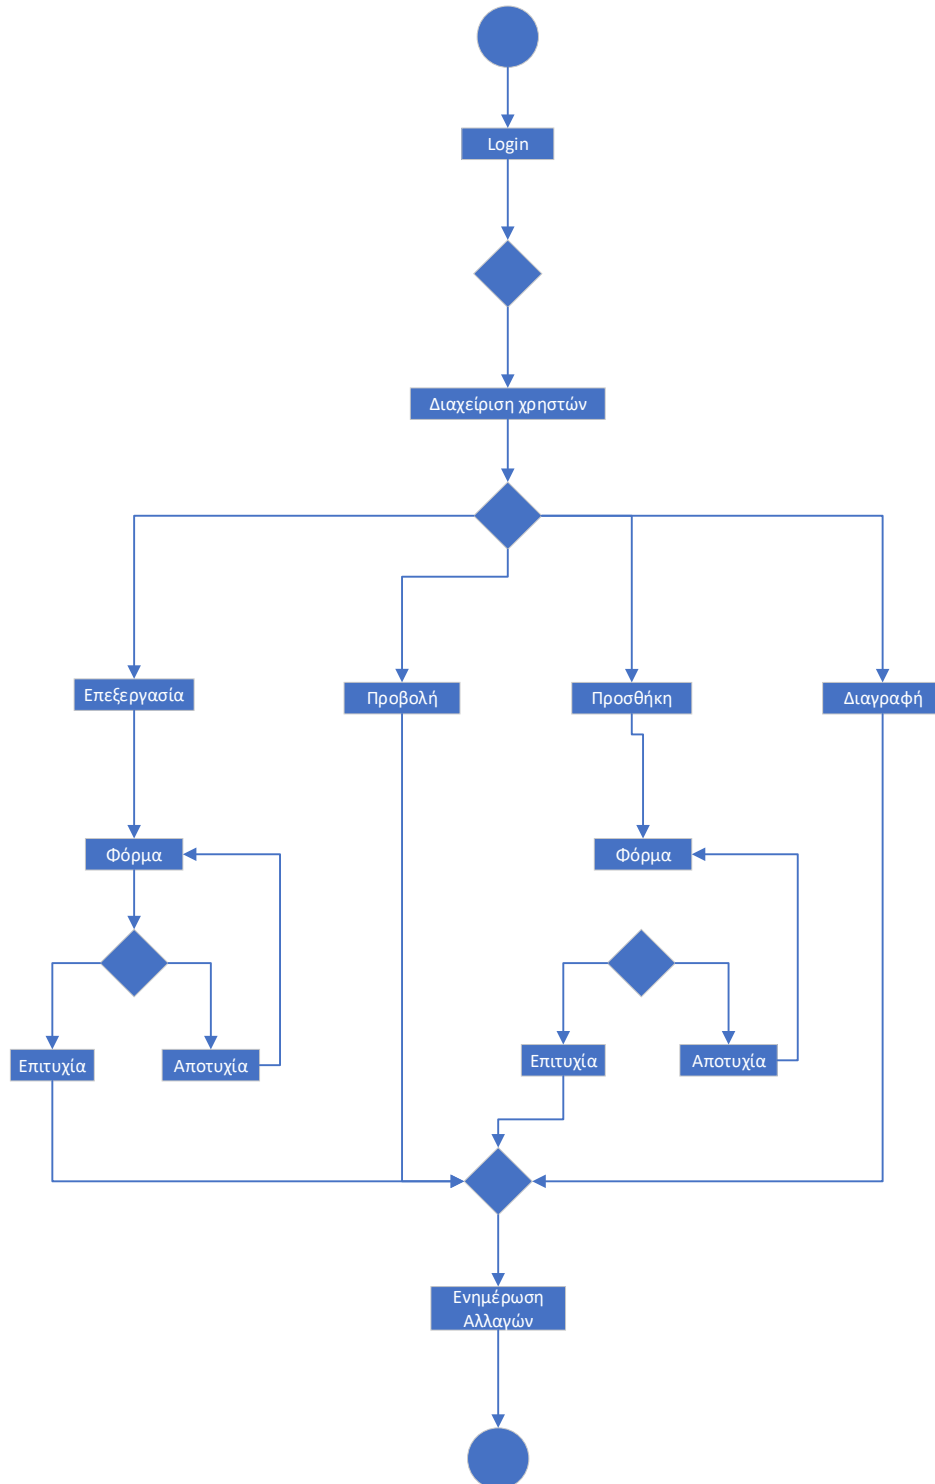 Login
Διαχείριση χρηστών
Επεξεργασία
Προβολή
Προσθήκη
Διαγραφή
Φόρμα
Φόρμα
Επιτυχία
Αποτυχία
Επιτυχία
Αποτυχία
Ενημέρωση
Αλλαγών